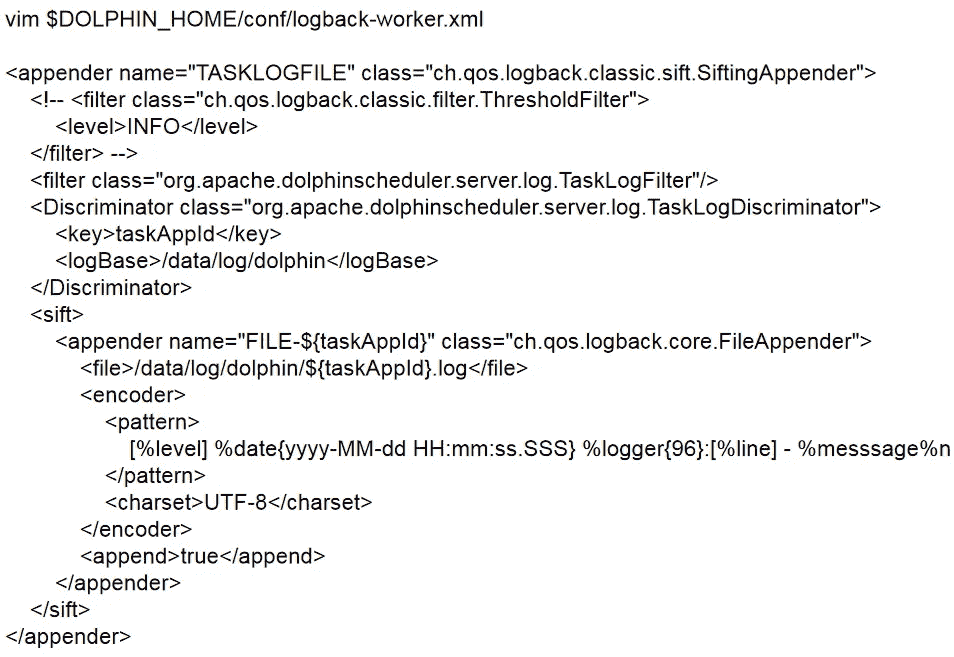 vim $DOLPHIN_HOME/conf/logback-worker.xml

<appender name="TASKLOGFILE" class="ch.qos.logback.classic.sift.SiftingAppender">
    <!-- <filter class="ch.qos.logback.classic.filter.ThresholdFilter">
        <level>INFO</level>
    </filter> -->
    <filter class="org.apache.dolphinscheduler.server.log.TaskLogFilter"/>
    <Discriminator class="org.apache.dolphinscheduler.server.log.TaskLogDiscriminator">
        <key>taskAppId</key>
        <logBase>/data/log/dolphin</logBase>
    </Discriminator>
    <sift>
        <appender name="FILE-${taskAppId}" class="ch.qos.logback.core.FileAppender">
            <file>/data/log/dolphin/${taskAppId}.log</file>
            <encoder>
                <pattern>
                    [%level] %date{yyyy-MM-dd HH:mm:ss.SSS} %logger{96}:[%line] - %messsage%n
                </pattern>
                <charset>UTF-8</charset>
            </encoder>
            <append>true</append>
        </appender>
    </sift>
</appender>